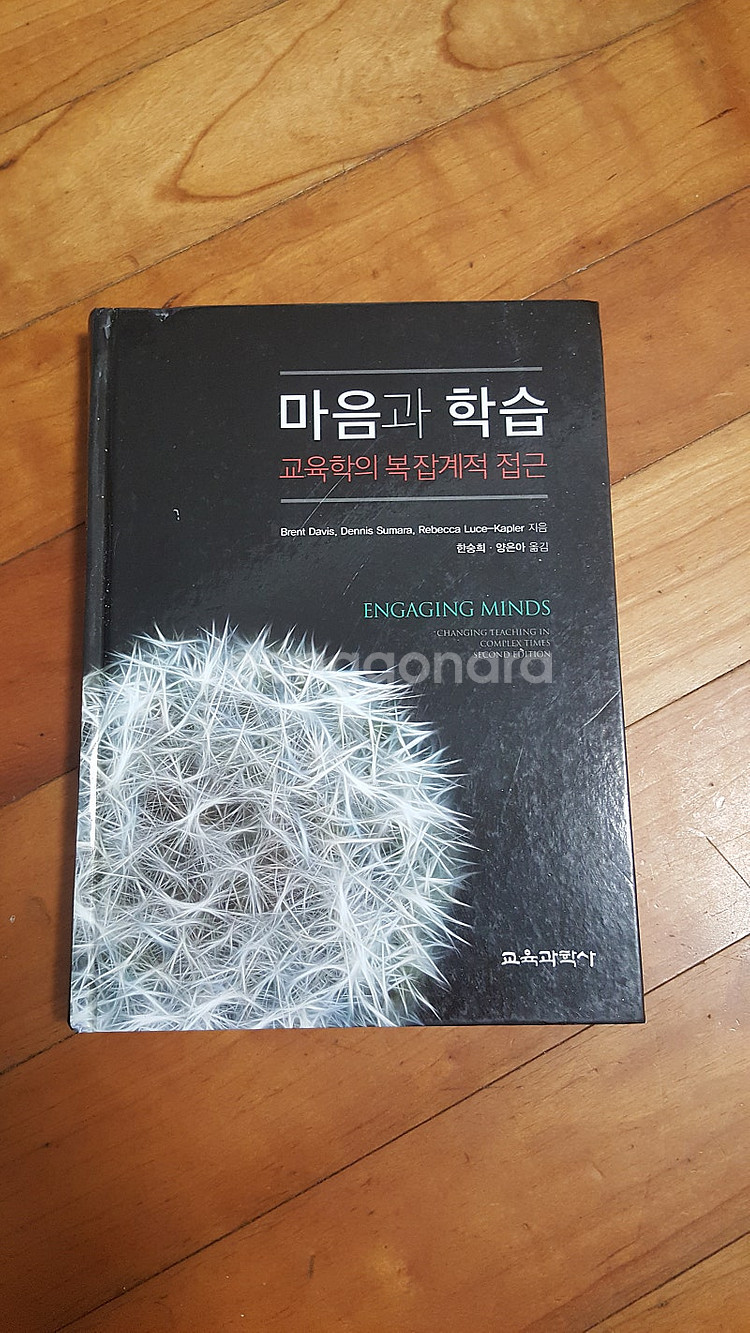 마음과 학습
교육학의 복잡계적 접근
Brent Davis, Dennis Sumara, Rebecca Luce-Kapler 지음
한승희 · 양은아 옮김
ENGAGING MINDS
CHANGING TEACHING IN
COMPLEX TIMES
SECOND EDITION
교육과학사